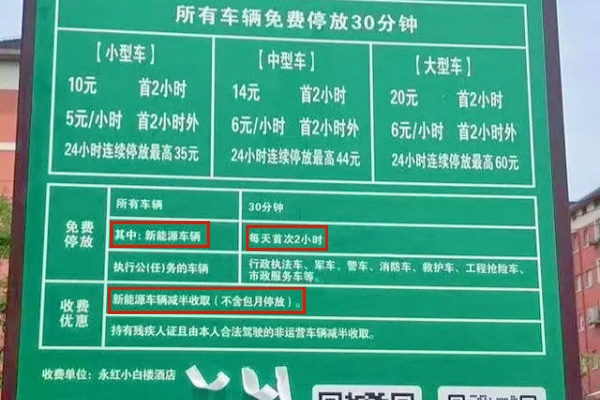 所有车辆免费停放30分钟
【小型车】 【中型车】 【大型车】
10元 首2小时 14元 首2小时 20元 首2小时
5元/小时 首2小时外 6元/小时 首2小时外 6元/小时 首2小时外
24小时连续停放最高35元 24小时连续停放最高44元 24小时连续停放最高60元
免费停放
所有车辆 30分钟
其中：新能源车辆 每天首次2小时
执行公(任)务的车辆 行政执法车、军车、警车、消防车、救护车、工程抢险车、
市政服务车等。
收费优惠
新能源车辆减半收取（不含包月停放）。
持有残疾人证且由本人合法驾驶的非运营车辆减半收取。
收费单位：永红小白楼酒店